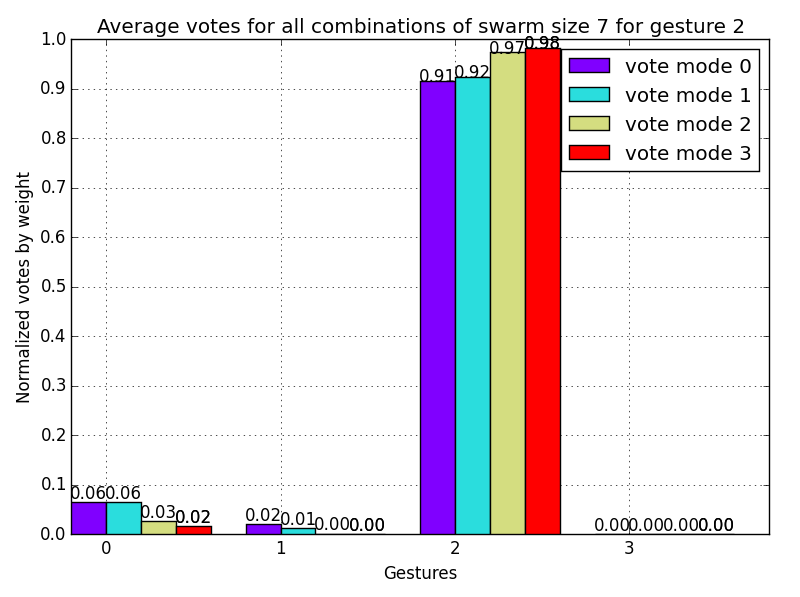 Average votes for all combinations of swarm size 7 for gesture 2
Normalized votes by weight
1.0
0.9
0.8
0.7
0.6
0.5
0.4
0.3
0.2
0.1
0.0
0.06 0.06 0.03 0.02
0.02 0.01 0.00 0.00
0.91 0.92 0.97 0.98
0.00 0.00 0.00 0.00
vote mode 0
vote mode 1
vote mode 2
vote mode 3
0 1 2 3
Gestures